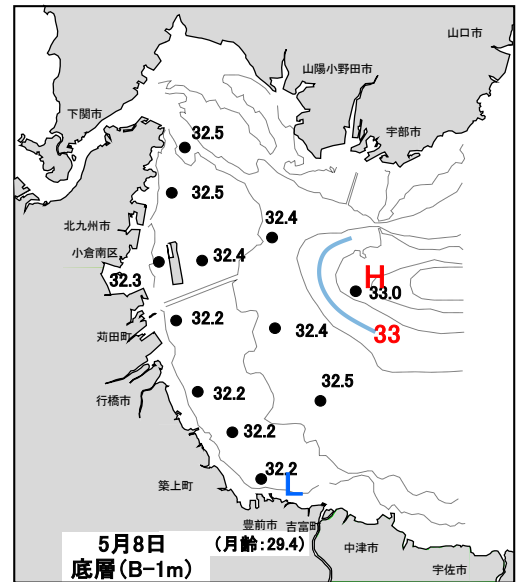 山口市
山陽小野田市
下関市
宇部市
32.5
32.5
32.4
北九州市
小倉南区
32.4
32.3
H
33.0
32.2
32.4
33
苅田町
32.5
32.2
行橋市
32.2
32.2
L
築上町
豊前市
吉富町
5月8日
(月齢:29.4)
中津市
底層(B-1m)
宇佐市